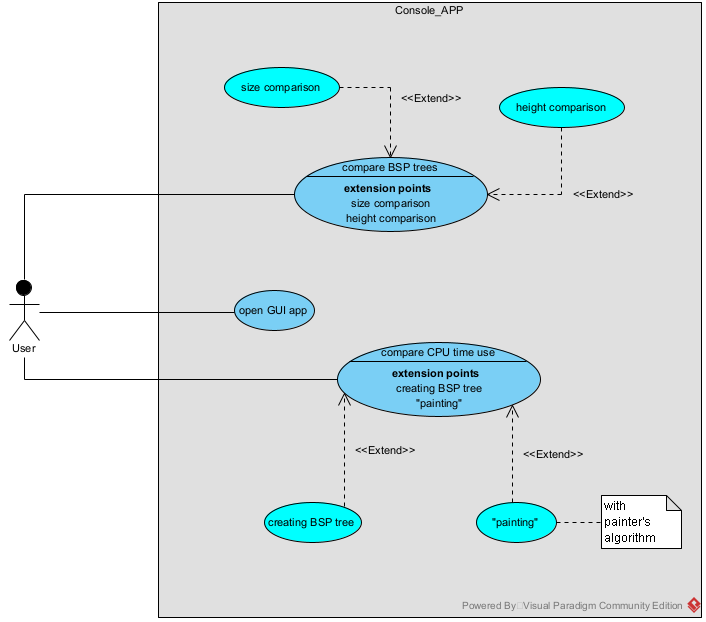 Console_APP
size comparison
<<Extend>>
height comparison
compare BSP trees
extension points
size comparison
height comparison
<<Extend>>
open GUI app
User
compare CPU time use
extension points
creating BSP tree
"painting"
<<Extend>>
<<Extend>>
creating BSP tree
"painting"
with
painter's
algorithm
Powered By Visual Paradigm Community Edition